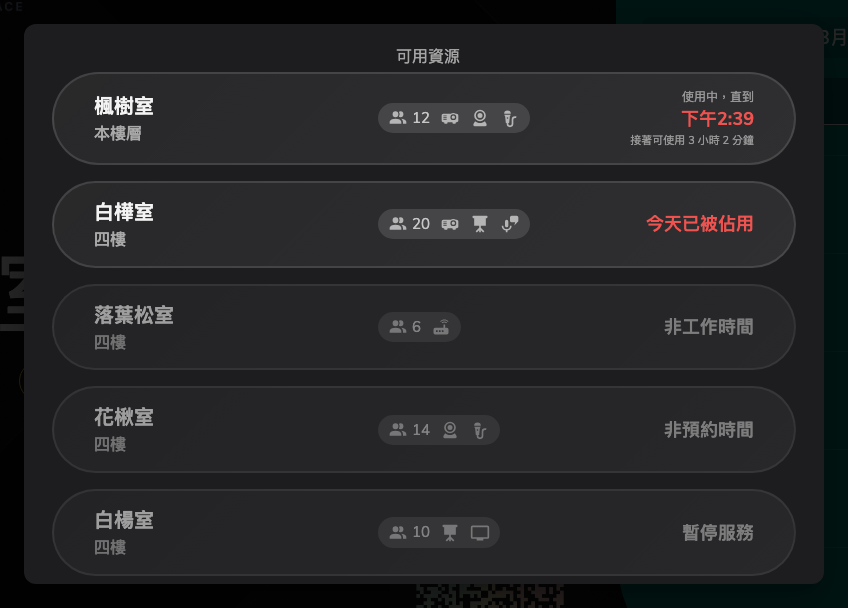 ACE
8月
可用資源
楓樹室
本樓層
12
使用中，直到
下午2:39
接著可使用 3 小時 2 分鐘
白樺室
四樓
20
今天已被佔用
室
落葉松室
四樓
6
非工作時間
花楸室
四樓
14
非預約時間
白楊室
四樓
10
暫停服務